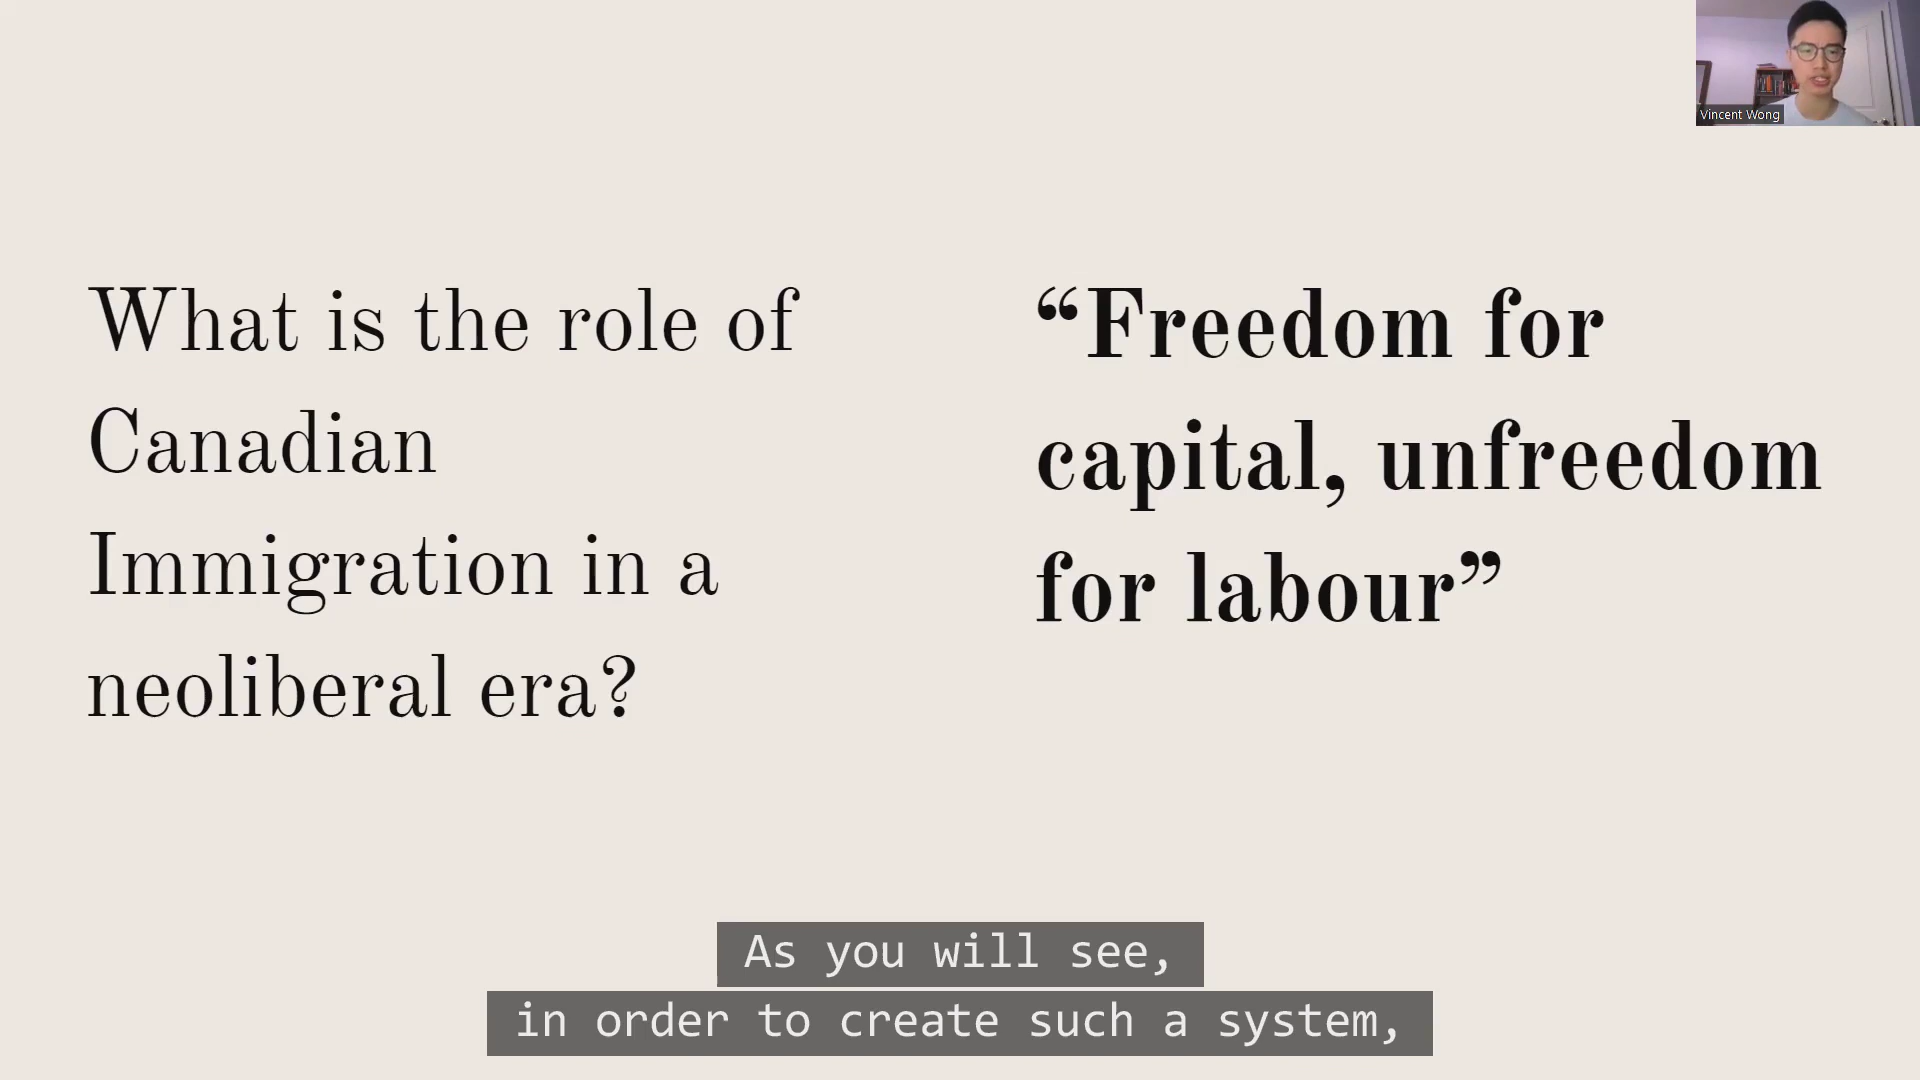 Vincent Wong
What is the role of
Canadian
Immigration in a
neoliberal era?
“Freedom for
capital, unfreedom
for labour”
As you will see,
in order to create such a system,